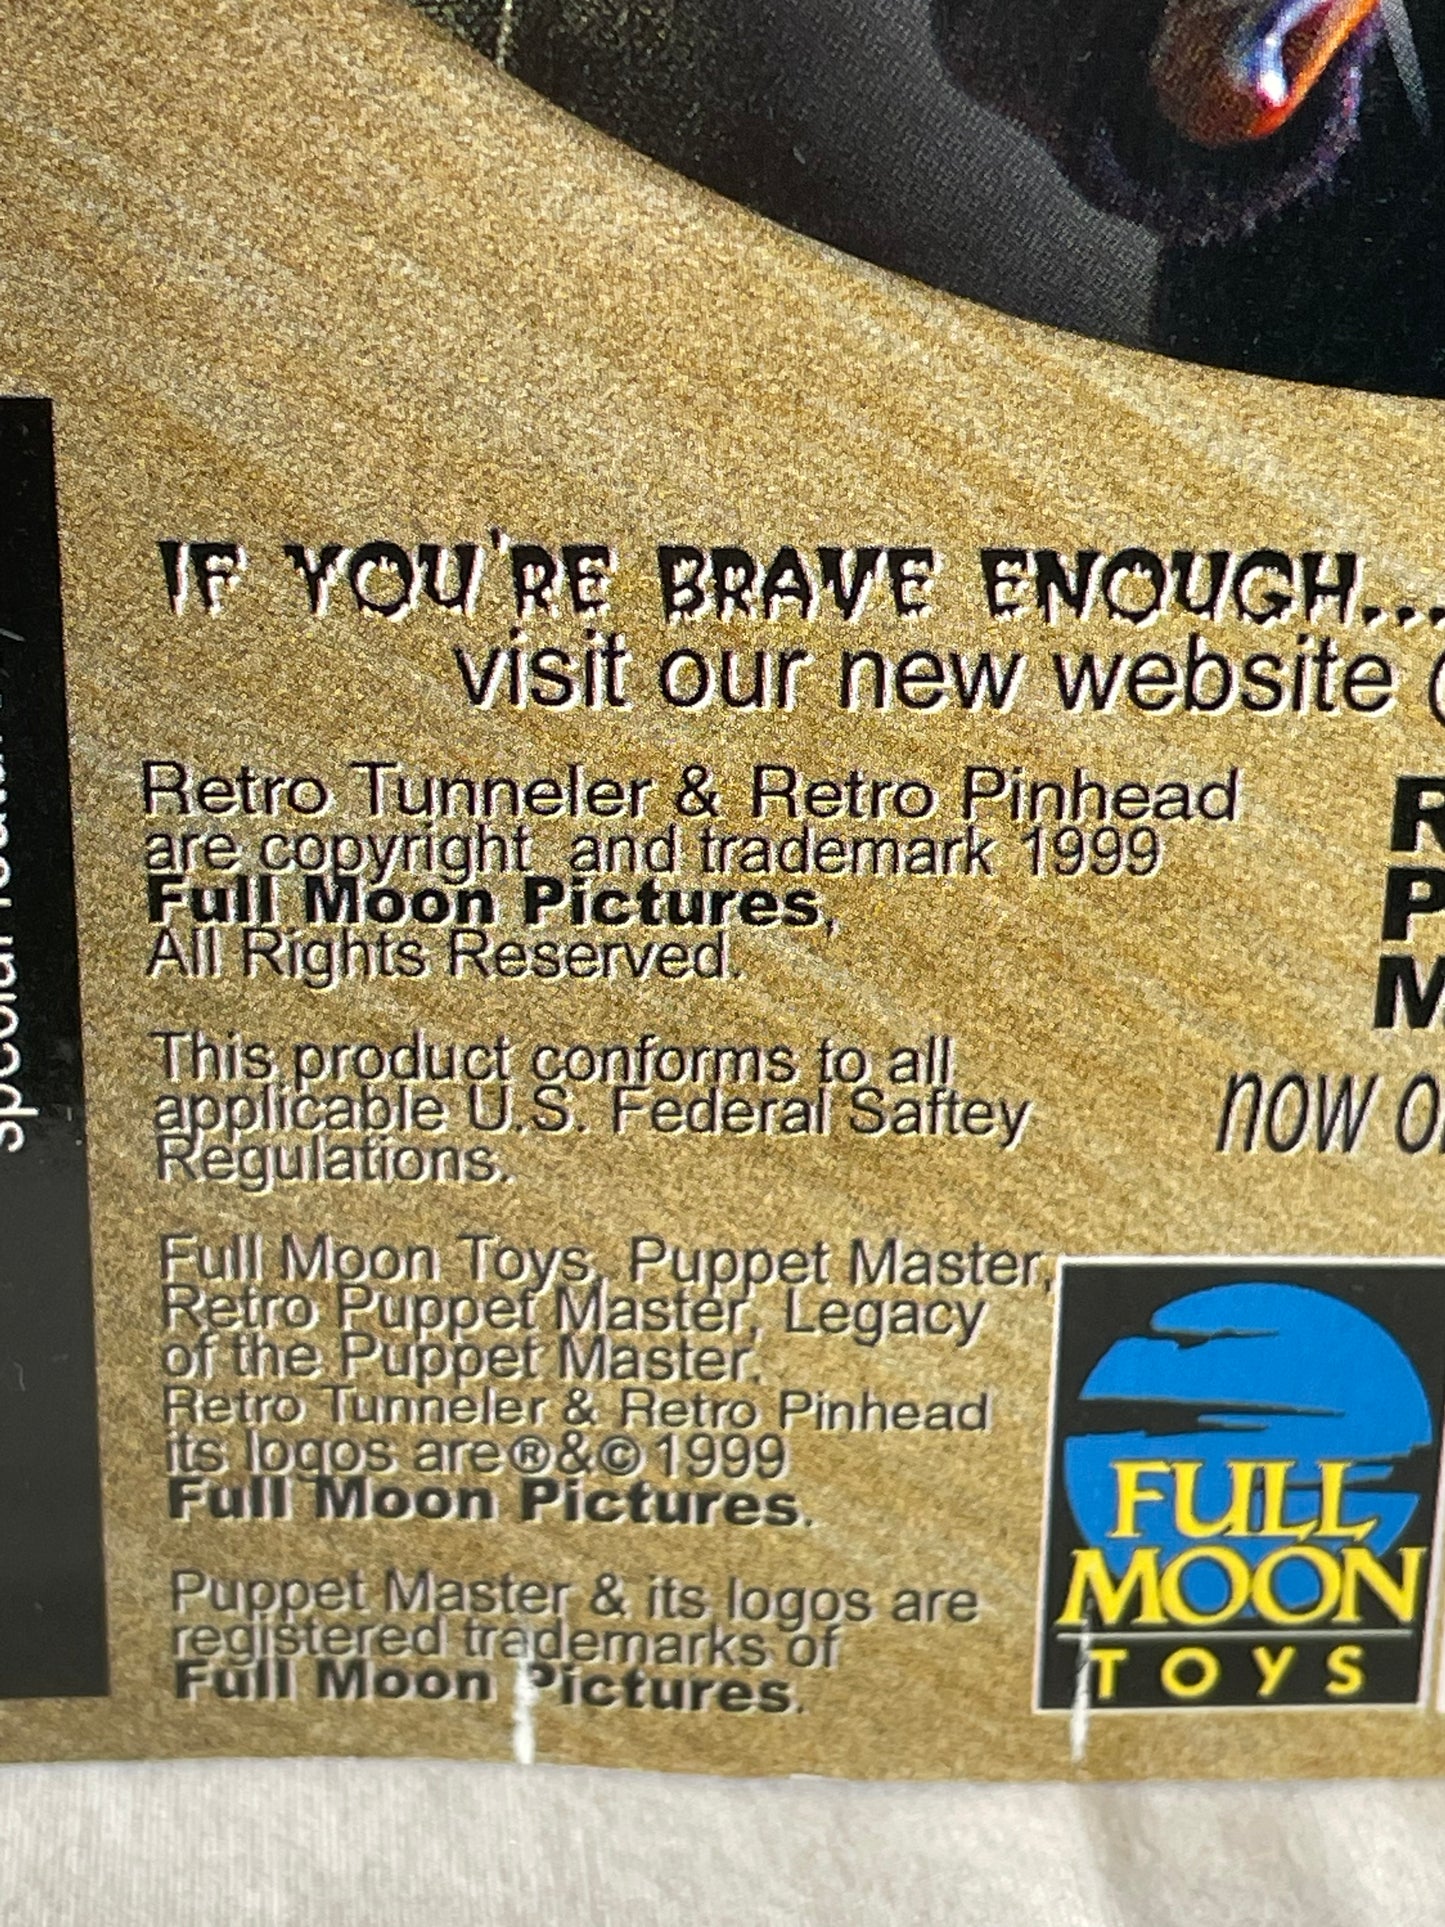 IF YOU'RE BRAVE ENOUGH...
visit our new website
Retro Tunneler & Retro Pinhead
are copyright and trademark 1999
Full Moon Pictures,
All Rights Reserved.
This product conforms to all
applicable U.S. Federal Saftey
Regulations.
Full Moon Toys, Puppet Master,
Retro Puppet Master, Legacy
of the Puppet Master.
Retro Tunneler & Retro Pinhead
its logos are®&©1999
Full Moon Pictures.
Puppet Master & its logos are
registered trademarks of
Full Moon Pictures.
now
FULL
MOON
TOYS